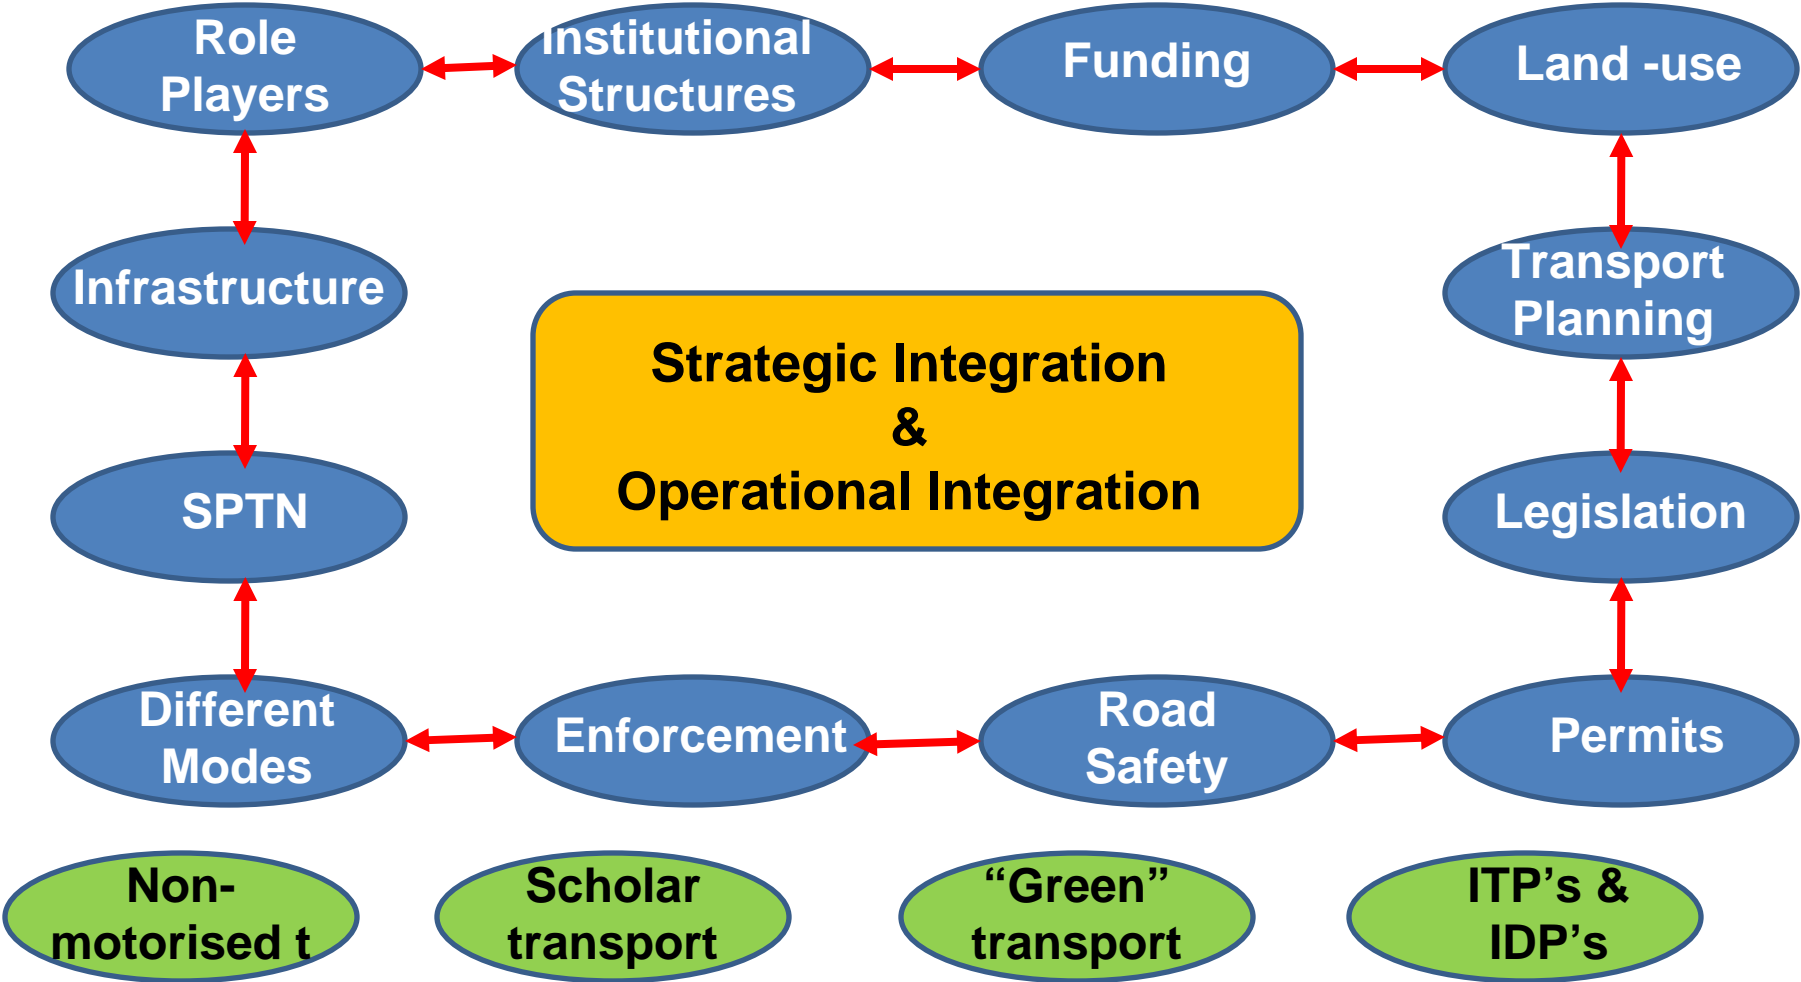 Role
Players
Institutional
Structures
Funding
Land -use
Infrastructure
Transport
Planning
Strategic Integration
&
Operational Integration
SPTN
Legislation
Different
Modes
Enforcement
Road
Safety
Permits
Non-
motorised t
Scholar
transport
“Green”
transport
ITP’s &
IDP’s